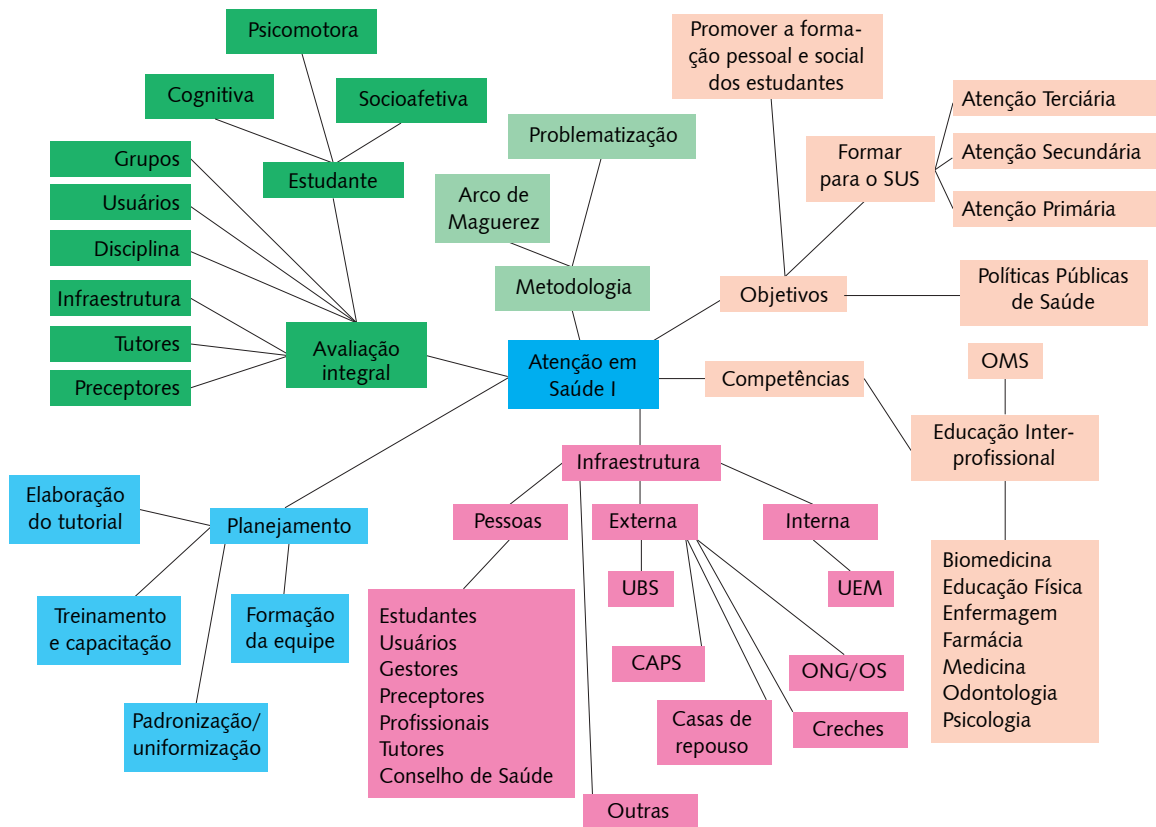 Psicomotora
Cognitiva
Socioafetiva
Estudante
Grupos
Usuários
Disciplina
Infraestrutura
Tutores
Preceptores
Avaliação
integral
Problematização
Arco de
Maguerez
Metodologia
Promover a forma-
ção pessoal e social
dos estudantes
Formar
para o SUS
Atenção Terciária
Atenção Secundária
Atenção Primária
Objetivos
Políticas Públicas
de Saúde
Atenção em
Saúde I
Competências
OMS
Educação Inter-
profissional
Biomedicina
Educação Física
Enfermagem
Farmácia
Medicina
Odontologia
Psicologia
Infraestrutura
Pessoas
Externa
Interna
UBS
UEM
CAPS
ONG/OS
Casas de
repouso
Creches
Outras
Estudantes
Usuários
Gestores
Preceptores
Profissionais
Tutores
Conselho de Saúde
Planejamento
Elaboração
do tutorial
Treinamento
e capacitação
Formação
da equipe
Padronização/
uniformização